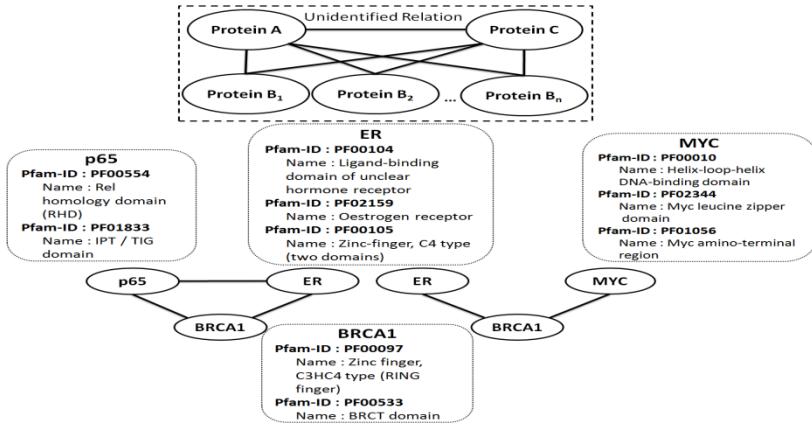 Unidentified Relation
Protein A
Protein C
Protein B1
Protein B2
...
Protein Bn
p65
Pfam-ID : PF00554
Name : Rel
homology domain
(RHD)
Pfam-ID : PF01833
Name : IPT / TIG
domain
ER
Pfam-ID : PF00104
Name : Ligand-binding
domain of unclear
hormone receptor
Pfam-ID : PF02159
Name : Oestrogen receptor
Pfam-ID : PF00105
Name : Zinc-finger, C4 type
(two domains)
MYC
Pfam-ID : PF00010
Name : Helix-loop-helix
DNA-binding domain
Pfam-ID : PF02344
Name : Myc leucine zipper
domain
Pfam-ID : PF01056
Name : Myc amino-terminal
region
p65
ER
BRCA1
ER
MYC
BRCA1
BRCA1
Pfam-ID : PF00097
Name : Zinc finger,
C3HC4 type (RING
finger)
Pfam-ID : PF00533
Name : BRCT domain